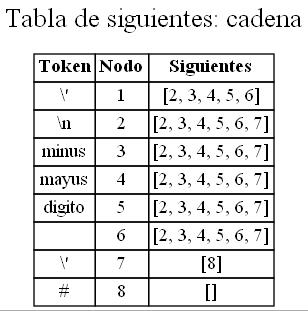 Tabla de siguientes: cadena
Token Nodo Siguientes
\' 1 [2, 3, 4, 5, 6]
\n 2 [2, 3, 4, 5, 6, 7]
minus 3 [2, 3, 4, 5, 6, 7]
mayus 4 [2, 3, 4, 5, 6, 7]
digito 5 [2, 3, 4, 5, 6, 7]
6 [2, 3, 4, 5, 6, 7]
\' 7 [8]
# 8 []